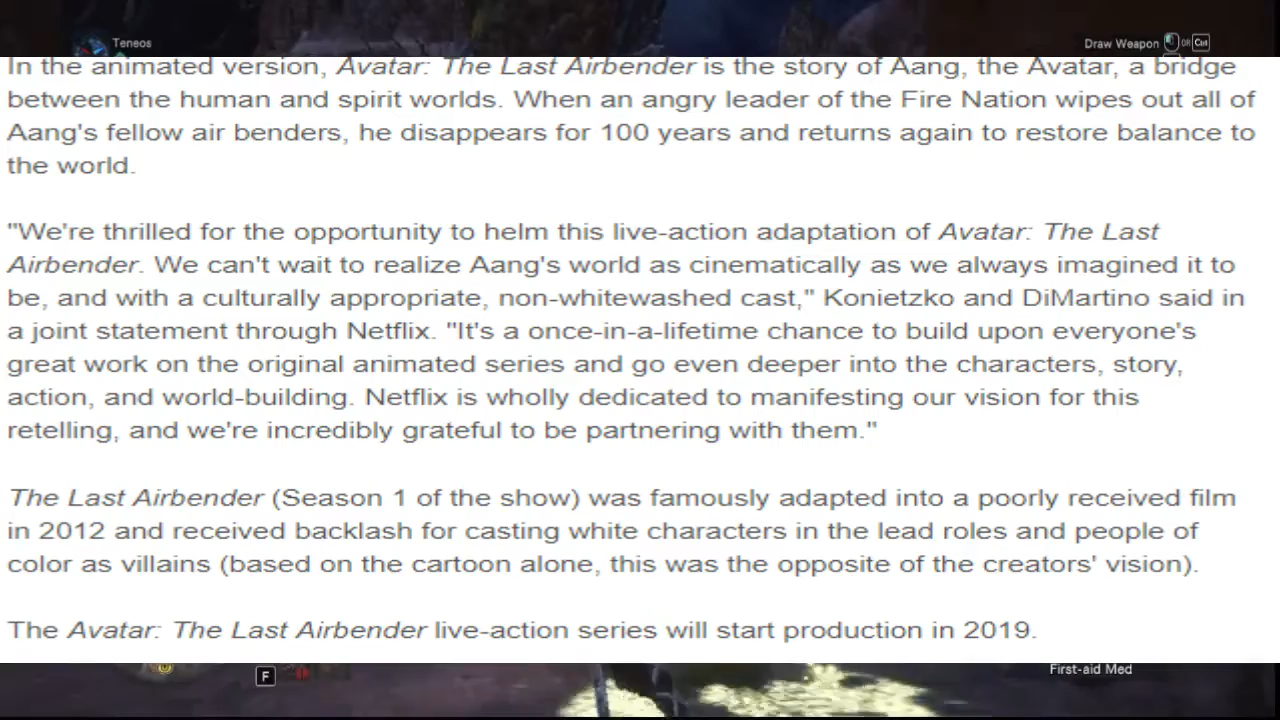 Teneos
Draw Weapon OR Ctrl
In the animated version, Avatar: The Last Airbender is the story of Aang, the Avatar, a bridge
between the human and spirit worlds. When an angry leader of the Fire Nation wipes out all of
Aang's fellow air benders, he disappears for 100 years and returns again to restore balance to
the world.
"We're thrilled for the opportunity to helm this live-action adaptation of Avatar: The Last
Airbender. We can't wait to realize Aang's world as cinematically as we always imagined it to
be, and with a culturally appropriate, non-whitewashed cast," Konietzko and DiMartino said in
a joint statement through Netflix. "It's a once-in-a-lifetime chance to build upon everyone's
great work on the original animated series and go even deeper into the characters, story,
action, and world-building. Netflix is wholly dedicated to manifesting our vision for this
retelling, and we're incredibly grateful to be partnering with them."
The Last Airbender (Season 1 of the show) was famously adapted into a poorly received film
in 2012 and received backlash for casting white characters in the lead roles and people of
color as villains (based on the cartoon alone, this was the opposite of the creators' vision).
The Avatar: The Last Airbender live-action series will start production in 2019.
F
First-aid Med